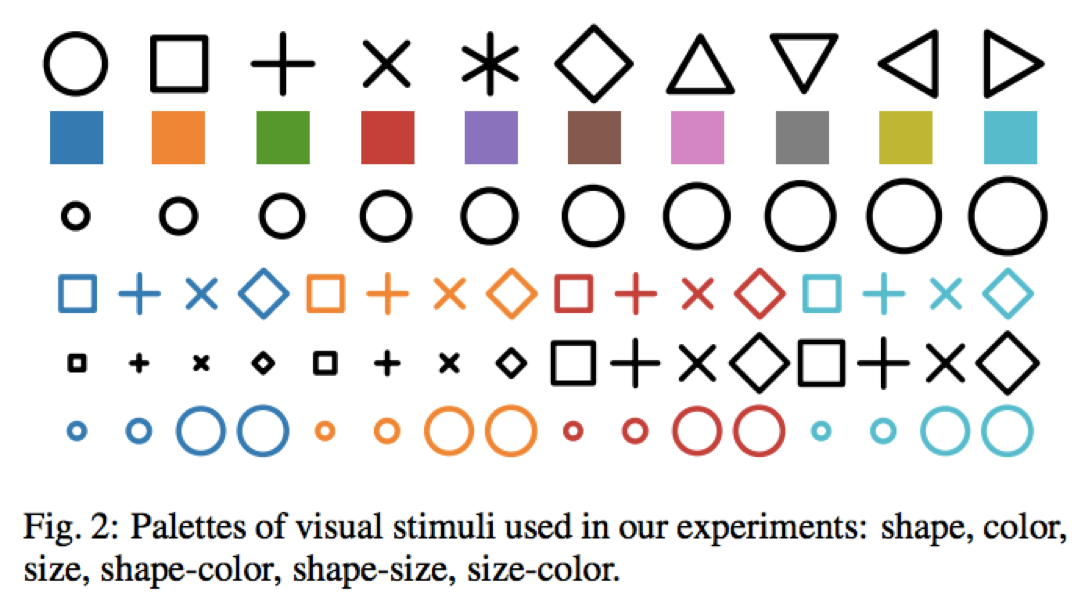 Fig. 2: Palettes of visual stimuli used in our experiments: shape, color,
size, shape-color, shape-size, size-color.